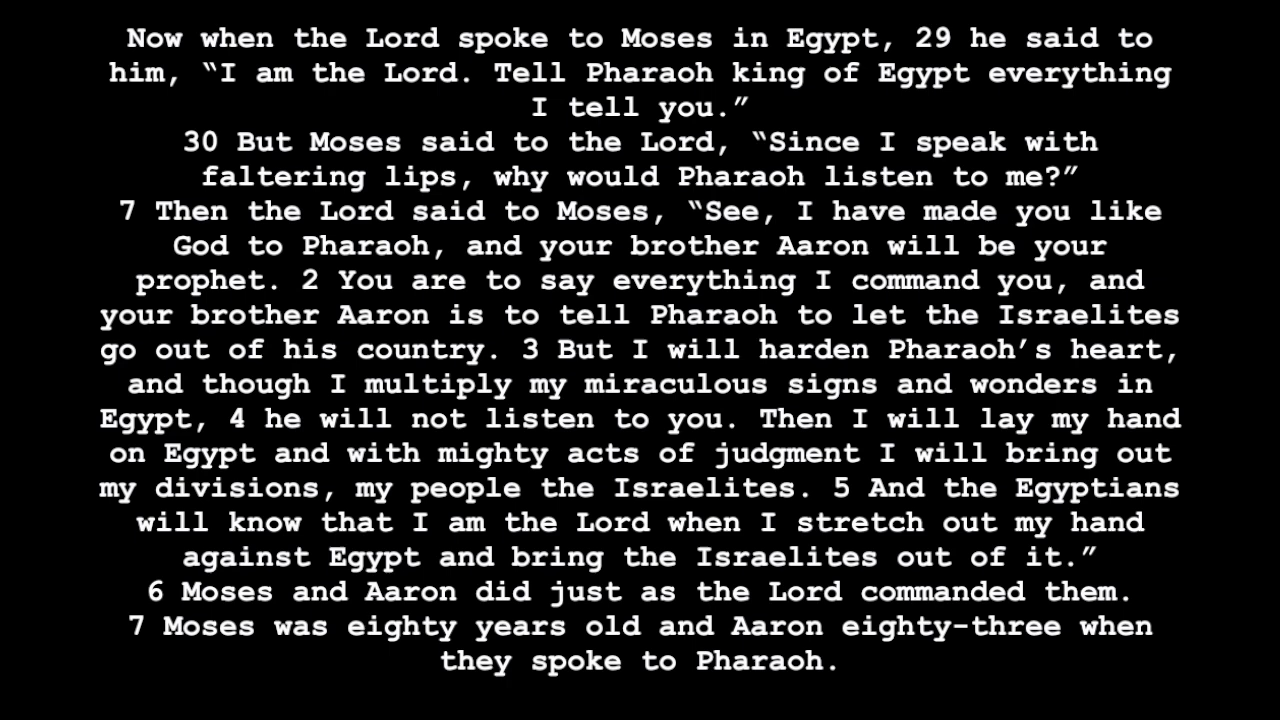 Now when the Lord spoke to Moses in Egypt, 29 he said to
him, “I am the Lord. Tell Pharaoh king of Egypt everything
I tell you.”
30 But Moses said to the Lord, “Since I speak with
faltering lips, why would Pharaoh listen to me?”
7 Then the Lord said to Moses, “See, I have made you like
God to Pharaoh, and your brother Aaron will be your
prophet. 2 You are to say everything I command you, and
your brother Aaron is to tell Pharaoh to let the Israelites
go out of his country. 3 But I will harden Pharaoh’s heart,
and though I multiply my miraculous signs and wonders in
Egypt, 4 he will not listen to you. Then I will lay my hand
on Egypt and with mighty acts of judgment I will bring out
my divisions, my people the Israelites. 5 And the Egyptians
will know that I am the Lord when I stretch out my hand
against Egypt and bring the Israelites out of it.”
6 Moses and Aaron did just as the Lord commanded them.
7 Moses was eighty years old and Aaron eighty-three when
they spoke to Pharaoh.